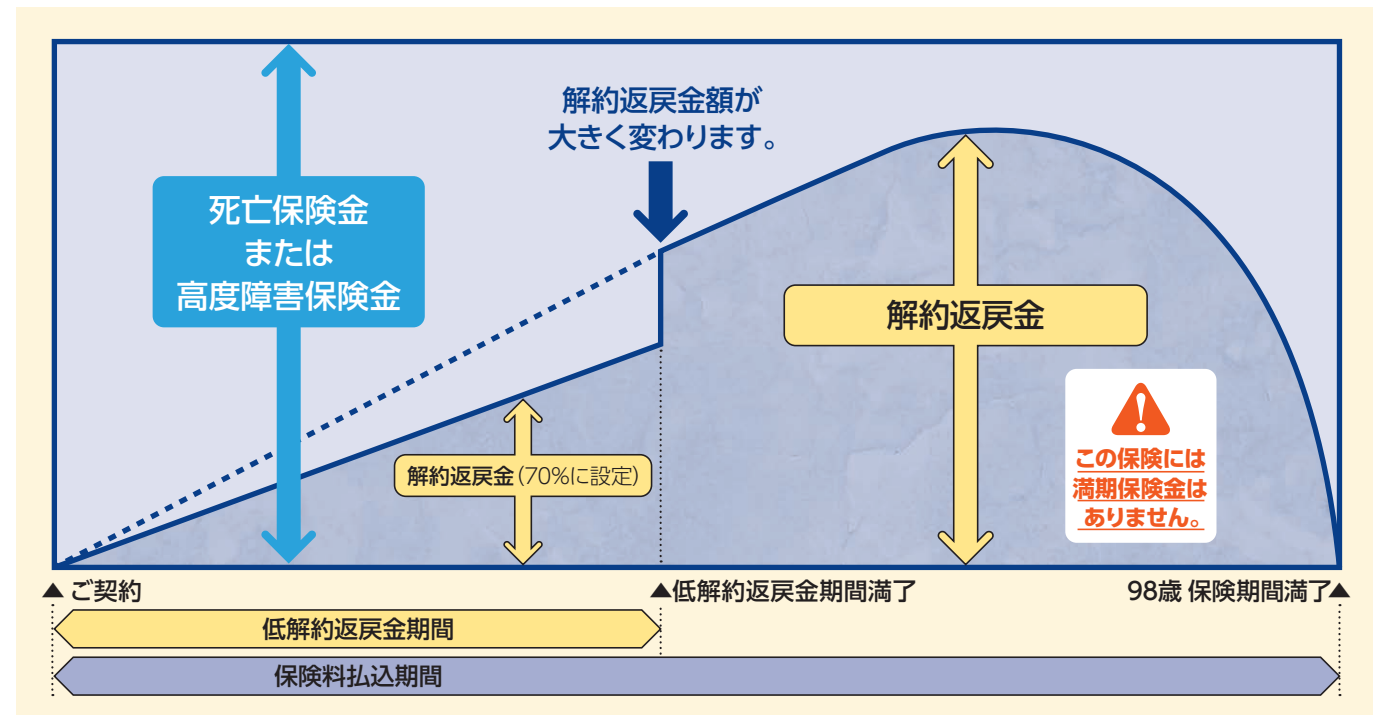 解約返戻金額が
大きく変わります。
死亡保険金
または
高度障害保険金
解約返戻金
解約返戻金(70%に設定)
この保険には
満期保険金は
ありません。
▲ ご契約
▲低解約返戻金期間満了
98歳 保険期間満了▲
低解約返戻金期間
保険料払込期間